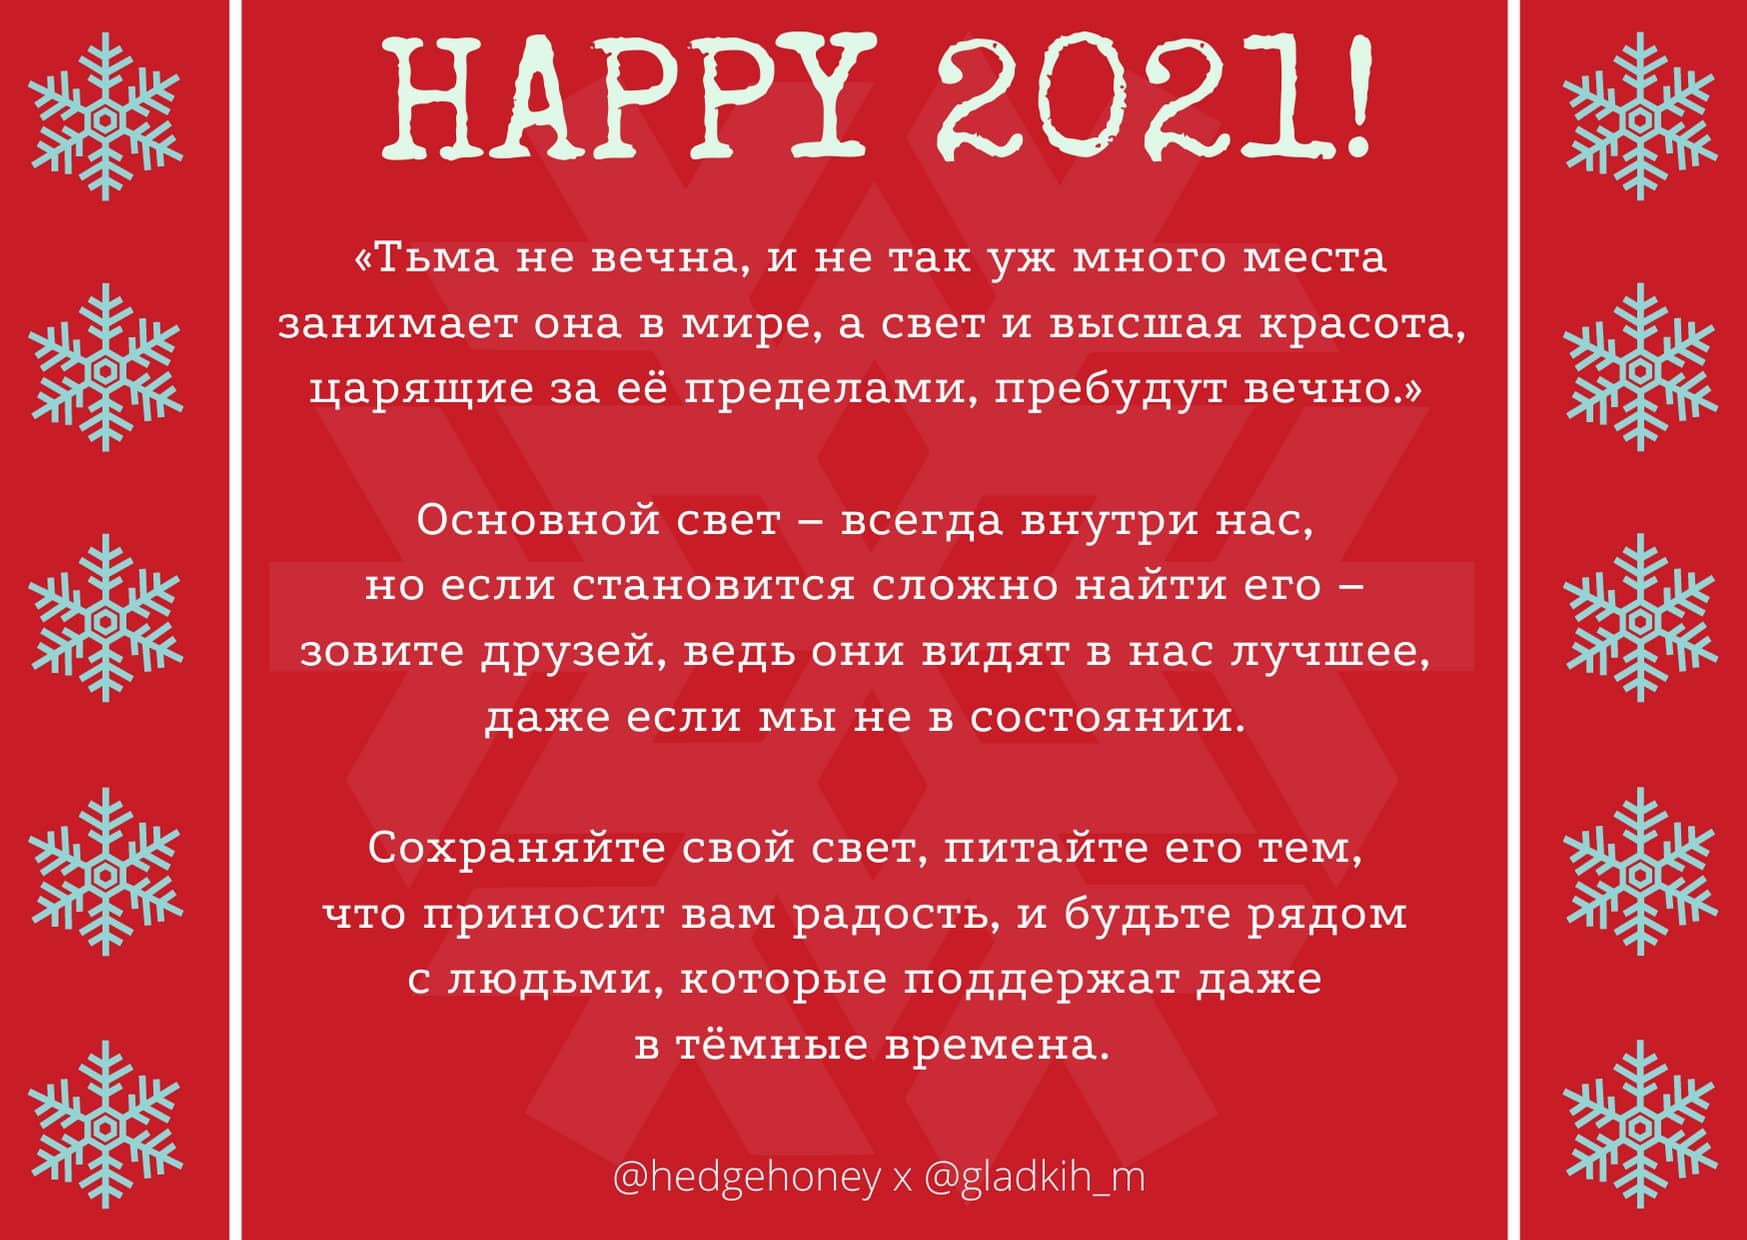 HAPPY 2021!
«Тьма не вечна, и не так уж много места
занимает она в мире, а свет и высшая красота,
царящие за её пределами, пребудут вечно.»
Основной свет – всегда внутри нас,
но если становится сложно найти его –
зовите друзей, ведь они видят в нас лучшее,
даже если мы не в состоянии.
Сохраняйте свой свет, питайте его тем,
что приносит вам радость, и будьте рядом
с людьми, которые поддержат даже
в тёмные времена.
@hedgehoney x @gladkih_m